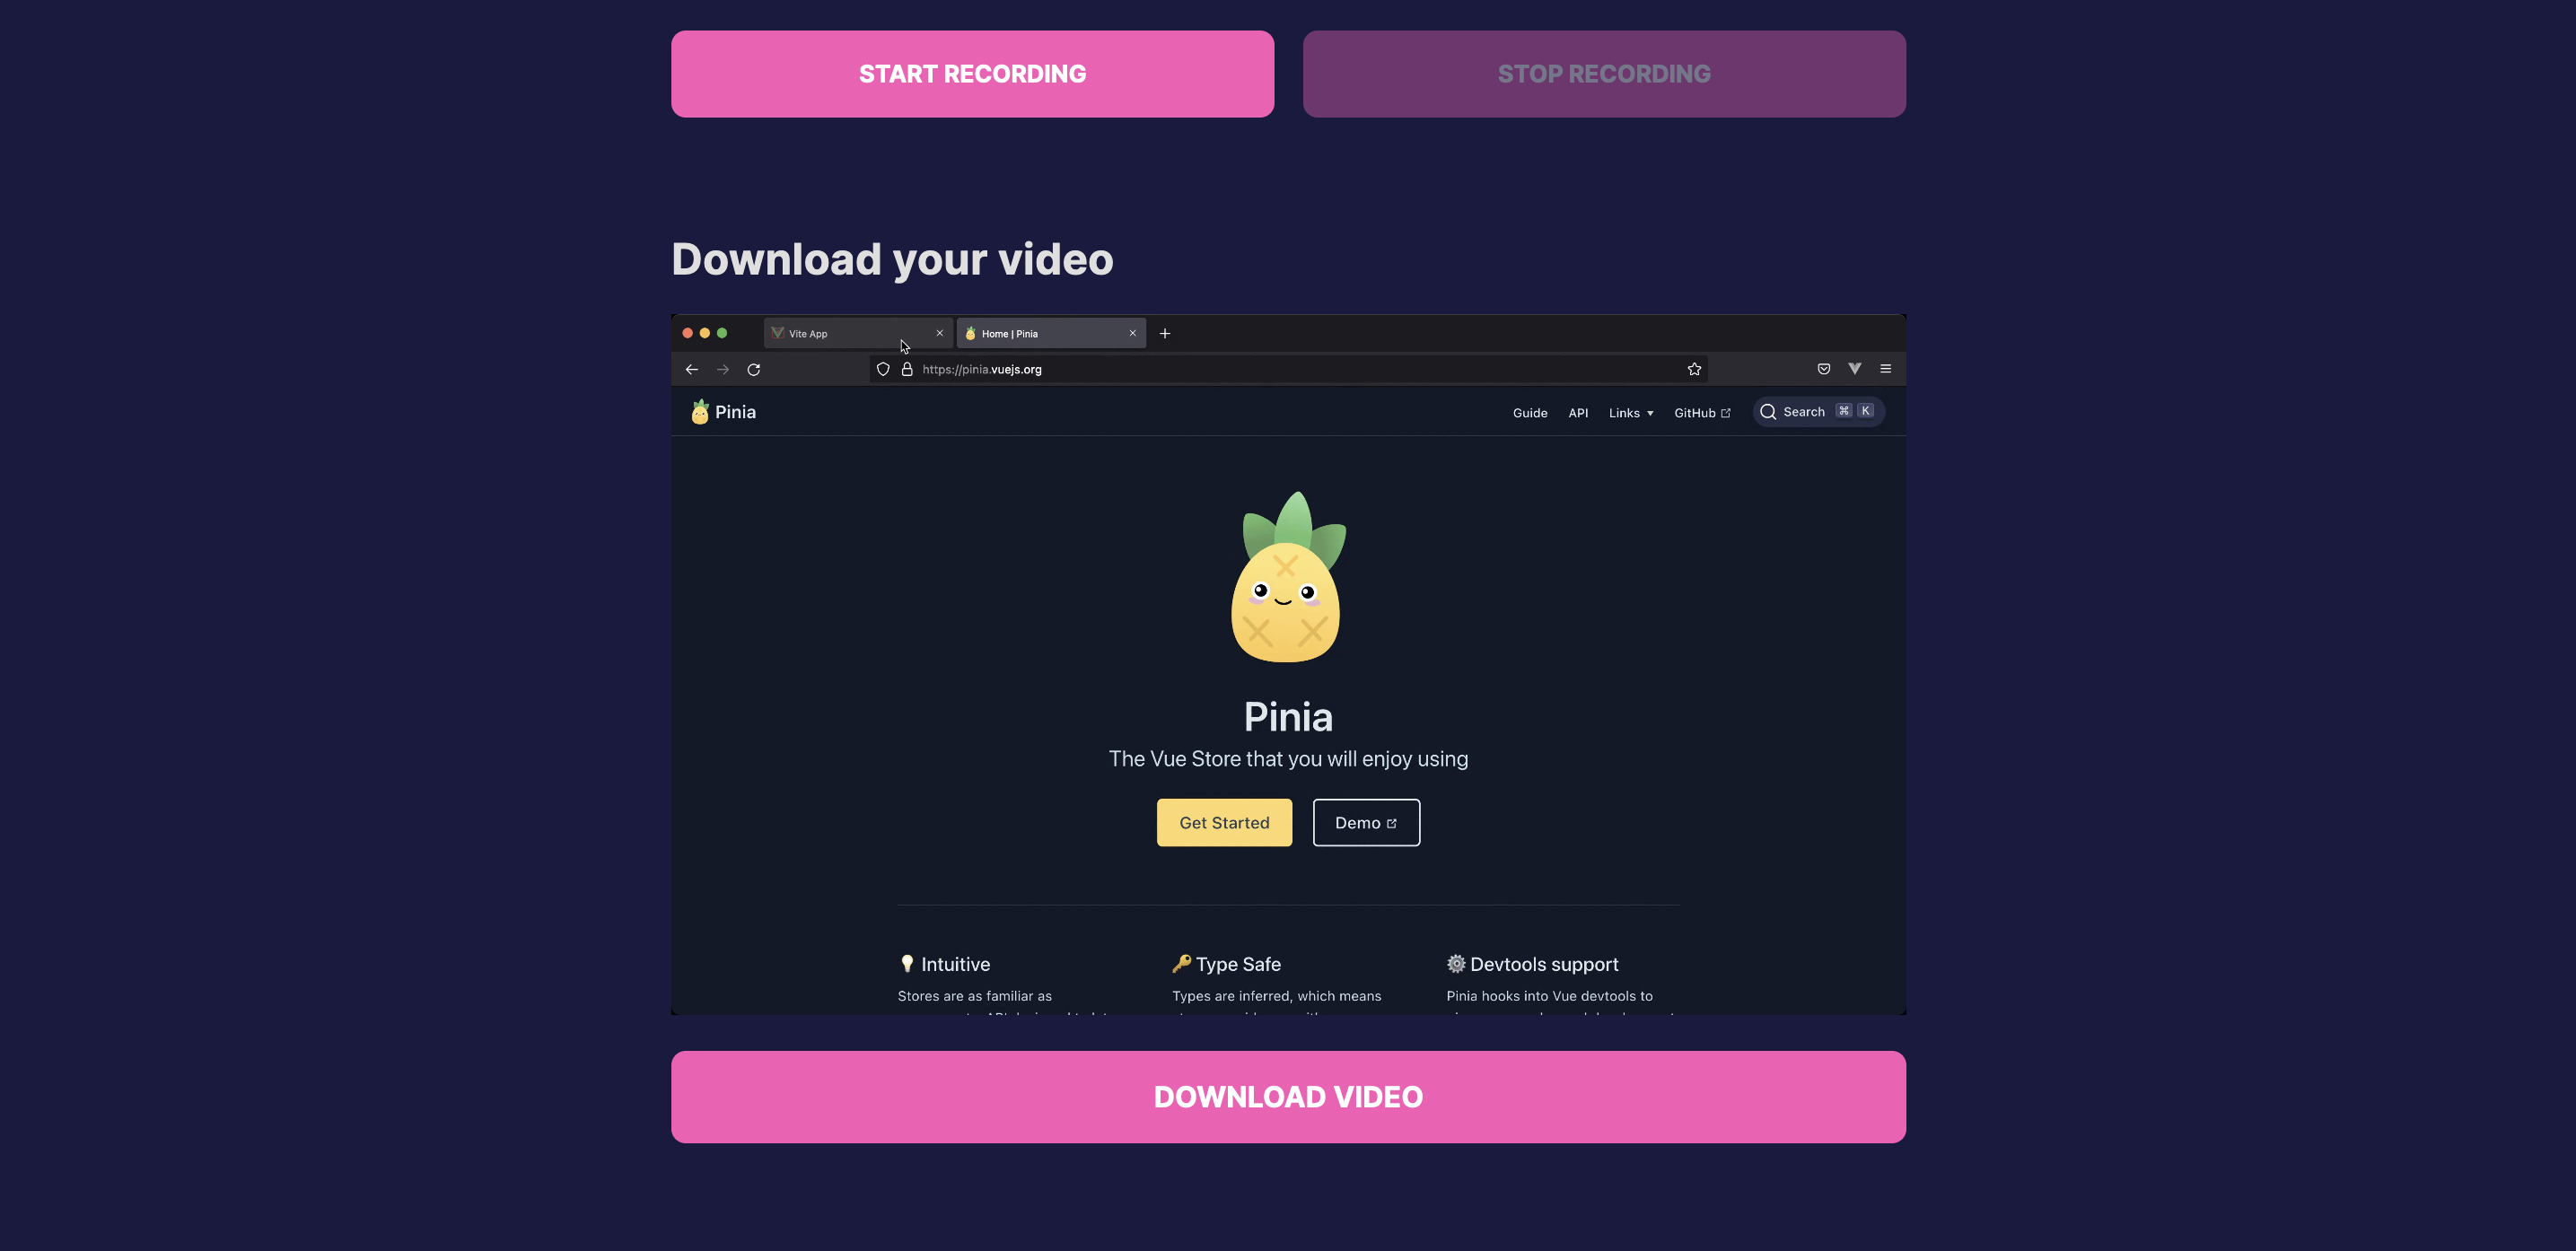 START RECORDING
STOP RECORDING
Download your video
Vite App
Home | Pinia
https://pinia.vuejs.org
Pinia
Guide
API
Links
GitHub
Search ⌘ K
Pinia
The Vue Store that you will enjoy using
Get Started
Demo
Intuitive
Type Safe
Devtools support
Stores are as familiar as
Types are inferred, which means
Pinia hooks into Vue devtools to
DOWNLOAD VIDEO